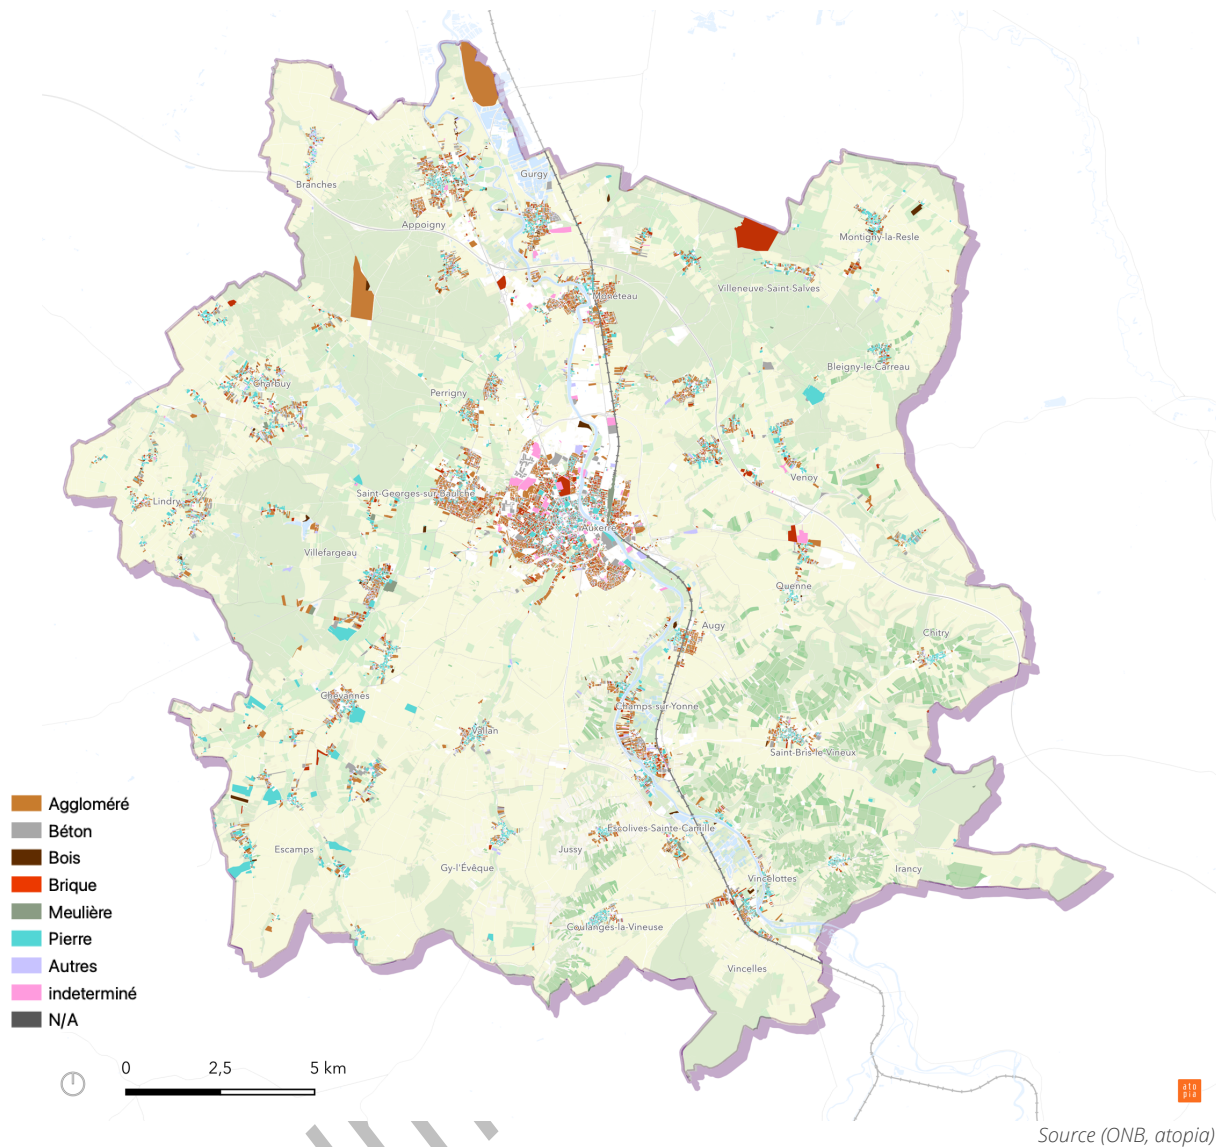 Gurgy
Branches
Appoigny
Montigny-la-Resle
Villeneuve-Saint-Salves
Monéteau
Bleigny-le-Carreau
Charbuy
Perrigny
Venoy
Saint-Georges-sur-Baulche
Lindry
Auxerre
Villefargeau
Quenne
Augy
Chitry
Chevannes
Champs-sur-Yonne
Vallan
Saint-Bris-le-Vineux
Escolives-Sainte-Camille
Escamps
Jussy
Gy-l'Évêque
Irancy
Vincelottes
Coulanges-la-Vineuse
Vincelles
Aggloméré
Béton
Bois
Brique
Meulière
Pierre
Autres
indeterminé
N/A
0 2,5 5 km
ato
pia
Source (ONB, atopia)